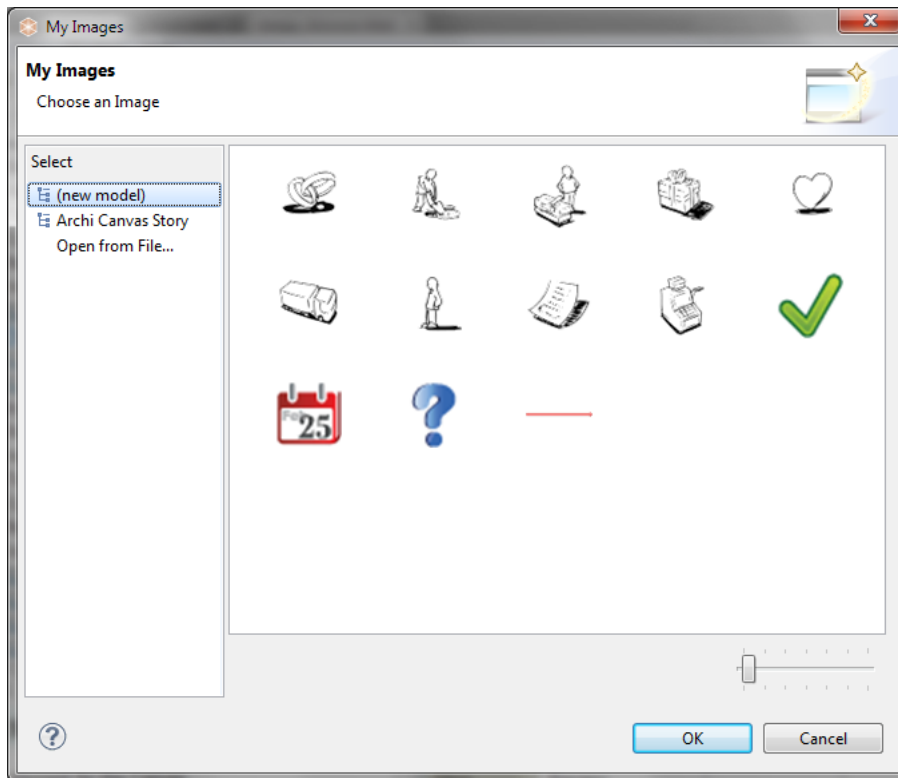 My Images
My Images
Choose an Image
Select
(new model)
Archi Canvas Story
Open from File...
Feb
25
?
OK
Cancel